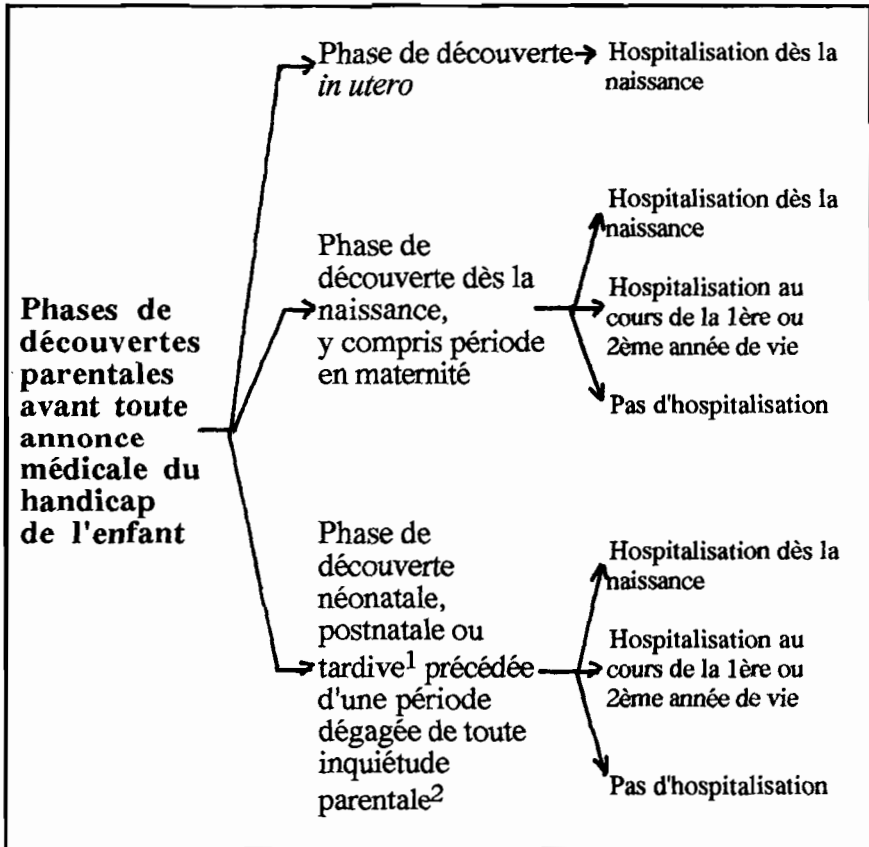 Phases de
découvertes
parentales
avant toute
annonce
médicale du
handicap
de l'enfant
Phase de découverte
in utero
Hospitalisation dès la
naissance
Phase de
découverte dès la
naissance,
y compris période
en maternité
Hospitalisation dès la
naissance
Hospitalisation au
cours de la 1ère ou
2ème année de vie
Pas d'hospitalisation
Phase de
découverte
néonatale,
postnatale ou
tardive1 précédée
d'une période
dégagée de toute
inquiétude
parentale2
Hospitalisation dès la
naissance
Hospitalisation au
cours de la 1ère ou
2ème année de vie
Pas d'hospitalisation